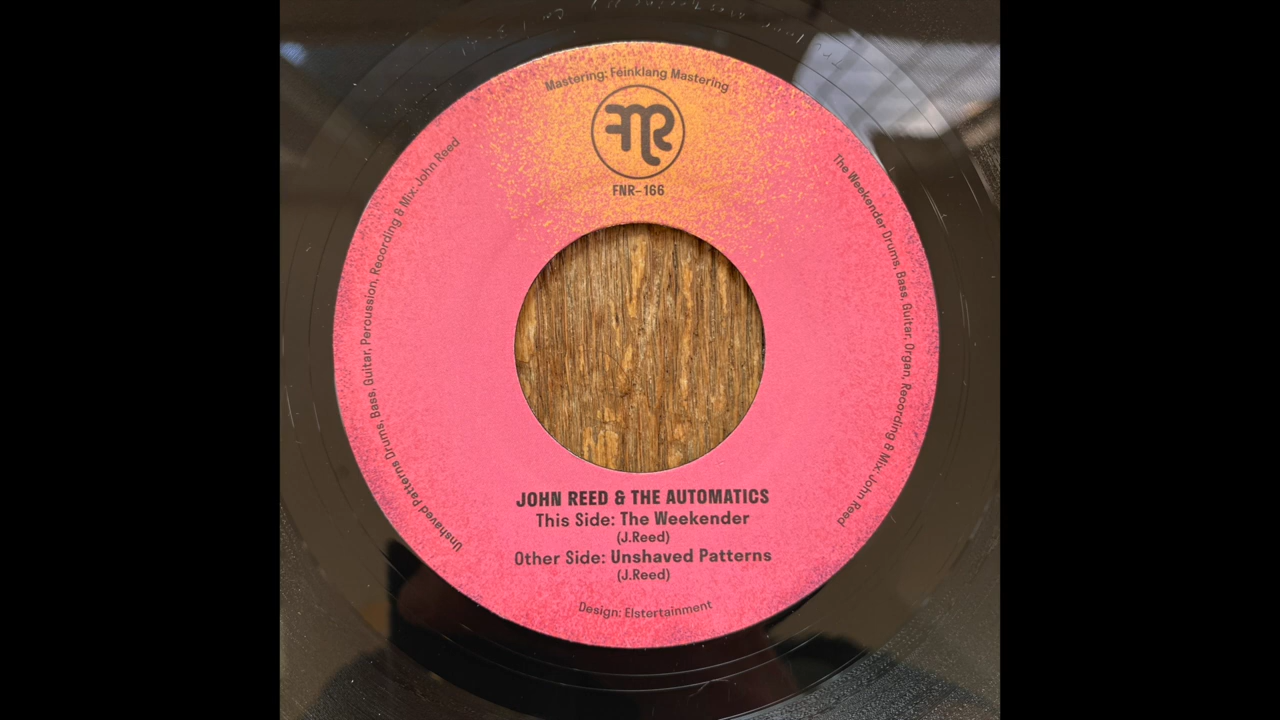 Mastering: Feinklang Mastering
FNR
FNR-166
Unshaved Patterns Drums, Bass, Guitar, Percussion, Recording & Mix: John Reed
The Weekender Drums, Bass, Guitar, Organ, Recording & Mix: John Reed
JOHN REED & THE AUTOMATICS
This Side: The Weekender
(J.Reed)
Other Side: Unshaved Patterns
(J.Reed)
Design: Elstertainment